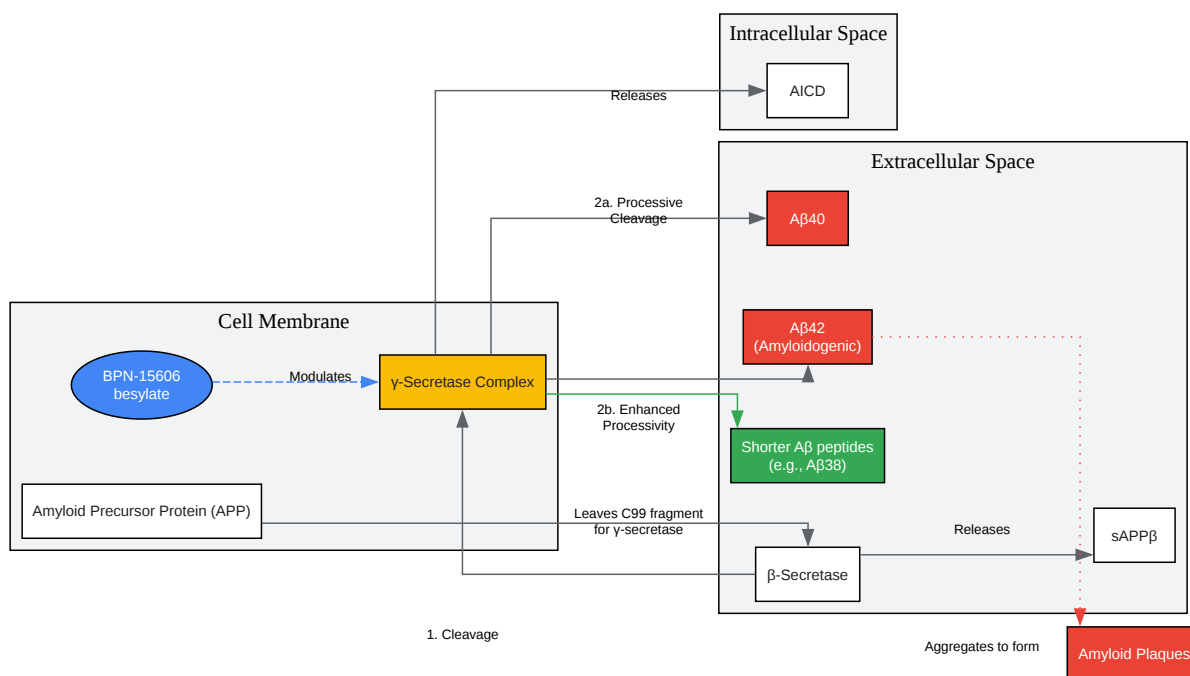 Intracellular Space
AICD
Releases
Extracellular Space
2a. Processive
Cleavage
Aβ40
Cell Membrane
Aβ42
(Amyloidogenic)
BPN-15606
besylate
Modulates
γ-Secretase Complex
2b. Enhanced
Processivity
Shorter Aβ peptides
(e.g., Aβ38)
Amyloid Precursor Protein (APP)
Leaves C99 fragment
for γ-secretase
Releases
sAPPβ
β-Secretase
1. Cleavage
Aggregates to form
Amyloid Plaques